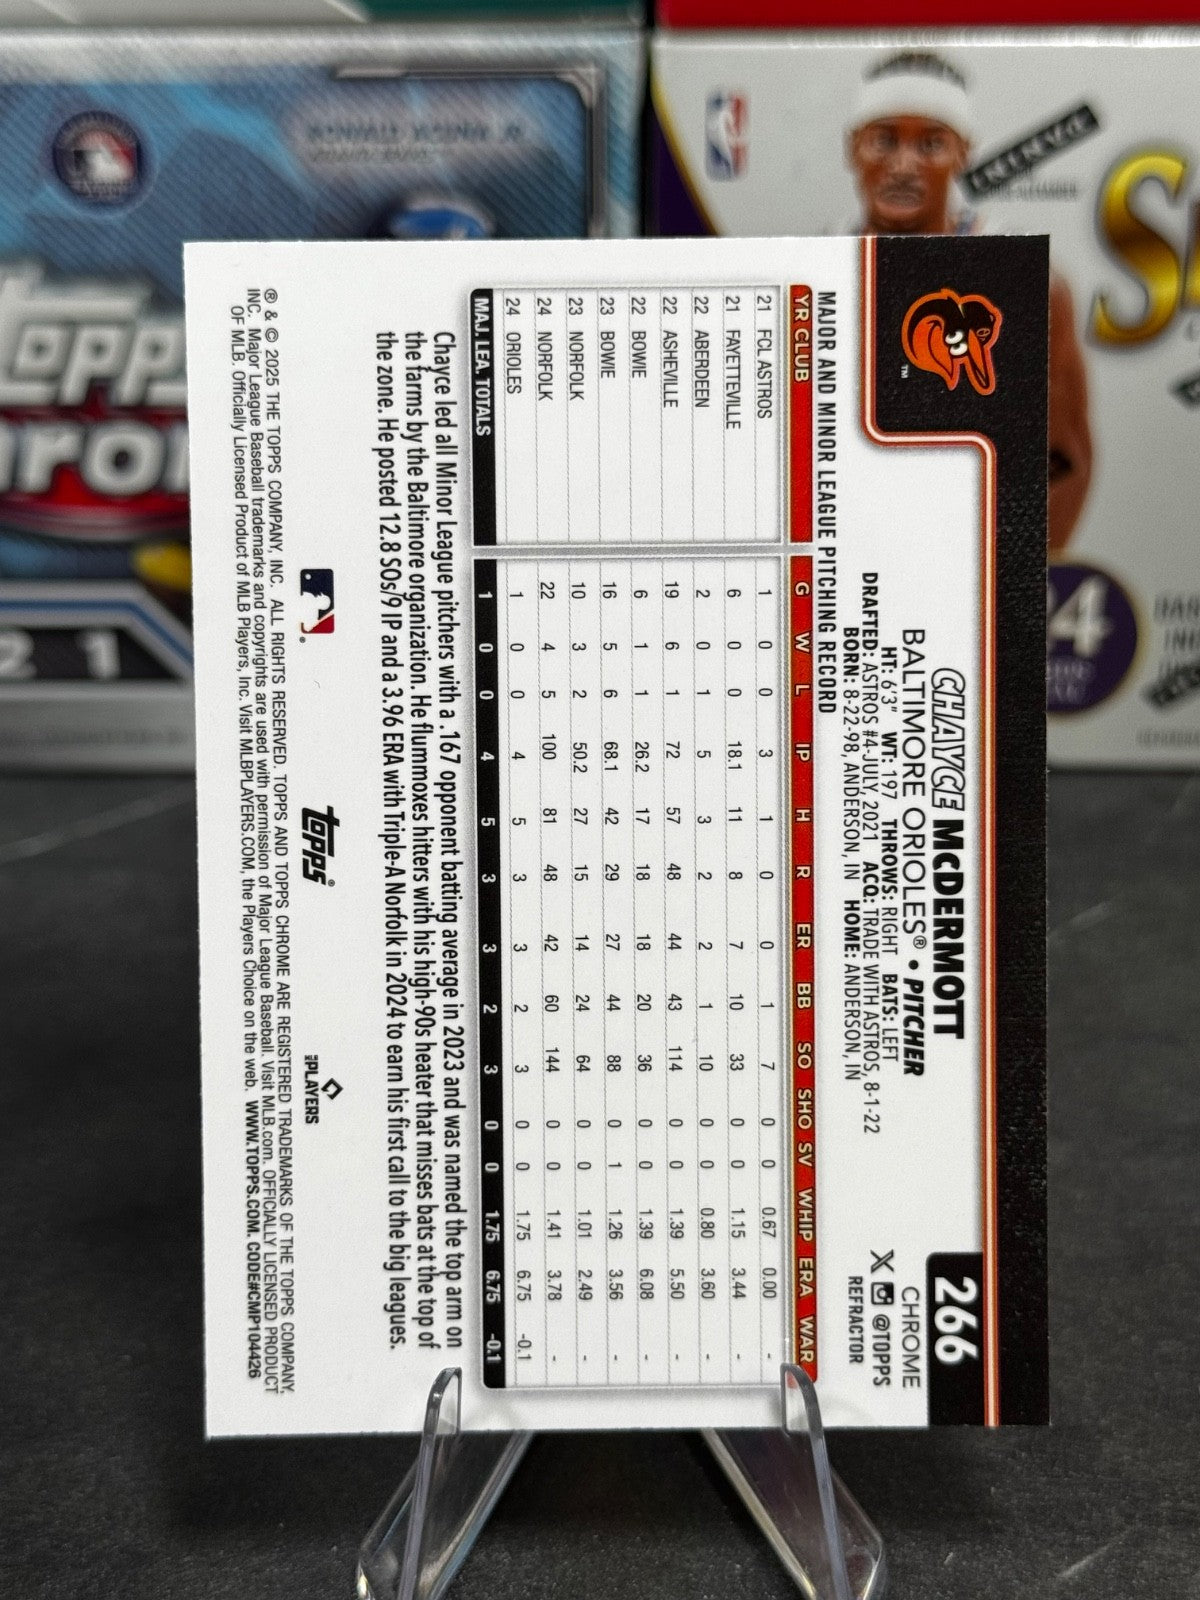 266
CHROME
X @TOPPS
REFRACTOR
CHAYCE McDERMOTT
BALTIMORE ORIOLES® • PITCHER
HT: 6'3" WT: 197 THROWS: RIGHT BATS: LEFT
DRAFTED: ASTROS #4-JULY, 2021 ACQ: TRADE WITH ASTROS, 8-1-22
BORN: 8-22-98, ANDERSON, IN HOME: ANDERSON, IN
TM
MAJOR AND MINOR LEAGUE PITCHING RECORD
YR CLUB G W L IP H R ER BB SO SHO SV WHIP ERA WAR
21 FCL ASTROS 1 0 0 3 1 0 0 1 7 0 0 0.67 0.00 -
21 FAYETTEVILLE 6 0 0 18.1 11 8 7 10 33 0 0 1.15 3.44 -
22 ABERDEEN 2 0 1 5 3 2 2 1 10 0 0 0.80 3.60 -
22 ASHEVILLE 19 6 1 72 57 48 44 43 114 0 0 1.39 5.50 -
22 BOWIE 6 1 1 26.2 17 18 18 20 36 0 0 1.39 6.08 -
23 BOWIE 16 5 6 68.1 42 29 27 44 88 0 1 1.26 3.56 -
23 NORFOLK 10 3 2 50.2 27 15 14 24 64 0 0 1.01 2.49 -
24 NORFOLK 22 4 5 100 81 48 42 60 144 0 0 1.41 3.78 -
24 ORIOLES 1 0 0 4 5 3 3 2 3 0 0 1.75 6.75 -0.1
MAJ. LEA. TOTALS 1 0 0 4 5 3 3 2 3 0 0 1.75 6.75 -0.1
Chayce led all Minor League pitchers with a .167 opponent batting average in 2023 and was named the top arm on
the farms by the Baltimore organization. He flummoxes hitters with his high-90s heater that misses bats at the top of
the zone. He posted 12.8 SOs/9 IP and a 3.96 ERA with Triple-A Norfolk in 2024 to earn his first call to the big leagues.
topps®
MLB PLAYERS
® & © 2025 THE TOPPS COMPANY, INC. ALL RIGHTS RESERVED. TOPPS AND TOPPS CHROME ARE REGISTERED TRADEMARKS OF THE TOPPS COMPANY,
INC. Major League Baseball trademarks and copyrights are used with permission of Major League Baseball. Visit MLB.com. OFFICIALLY LICENSED PRODUCT
OF MLB. Officially Licensed Product of MLB Players, Inc. Visit MLBPLAYERS.COM, the Players Choice on the web. WWW.TOPPS.COM. CODE#CMP104426